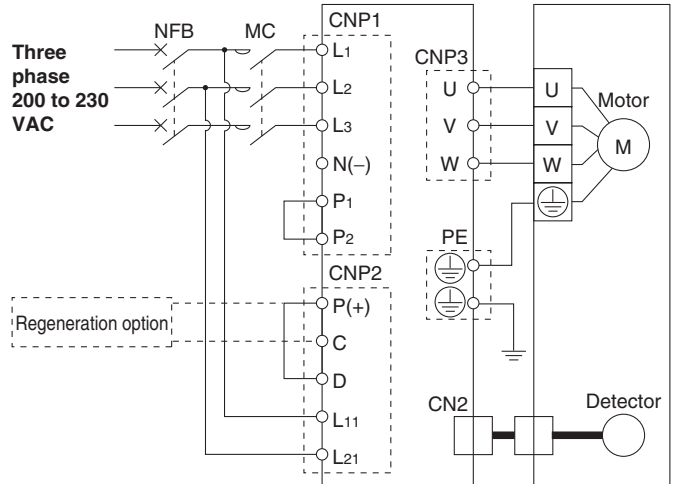 Three
phase
200 to 230
VAC
NFB
MC
CNP1
L1
L2
L3
N(–)
P1
P2
CNP2
Regeneration option
P(+)
C
D
L11
L21
CNP3
U
V
W
PE
CN2
U
V
W
Motor
M
Detector